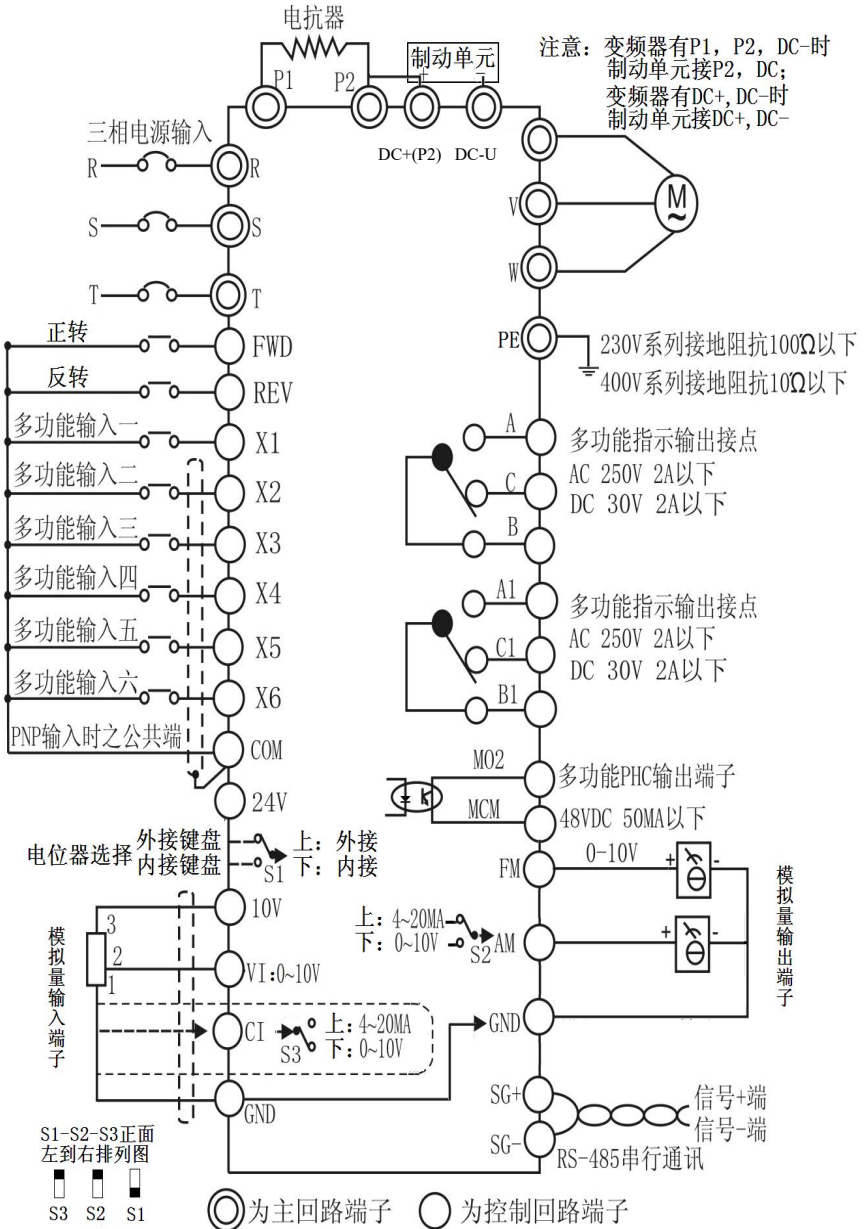 电抗器
制动单元
+ -
P1 P2
注意：变频器有P1，P2，DC-时
制动单元接P2，DC；
变频器有DC+,DC-时
制动单元接DC+,DC-
DC+(P2) DC-U
三相电源输入
R R
S S
T T
V
W
M
~
PE
230V系列接地阻抗100Ω以下
400V系列接地阻抗10Ω以下
正转 FWD
反转 REV
多功能输入一 X1
多功能输入二 X2
多功能输入三 X3
多功能输入四 X4
多功能输入五 X5
多功能输入六 X6
PNP输入时之公共端 COM
24V
A
C
B
多功能指示输出接点
AC 250V 2A以下
DC 30V 2A以下
A1
C1
B1
多功能指示输出接点
AC 250V 2A以下
DC 30V 2A以下
MO2
MCM
多功能PHC输出端子
48VDC 50MA以下
电位器选择
外接键盘
内接键盘
S1
上：外接
下：内接
FM 0-10V + -
上：4~20MA
下：0~10V
S2
AM + -
模拟量输出端子
模拟量输入端子
3
2
1
10V
VI:0~10V
CI
S3
上：4~20MA
下：0~10V
GND
GND
SG+
SG-
信号+端
信号-端
RS-485串行通讯
S1-S2-S3正面
左到右排列图
S3 S2 S1
为主回路端子 为控制回路端子